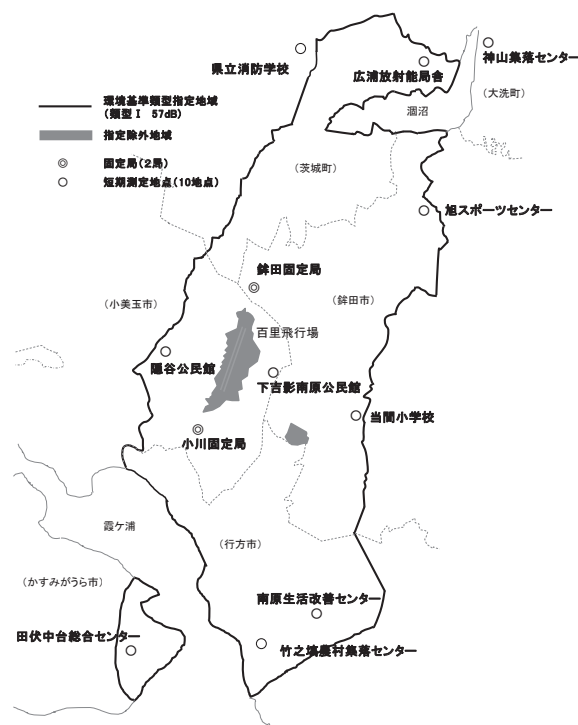 県立消防学校
広浦放射能局舎
神山集落センター
(大洗町)
涸沼
環境基準類型指定地域
(類型Ⅰ 57dB)
指定除外地域
固定局(2局)
短期測定地点(10地点)
(茨城町)
旭スポーツセンター
鉾田固定局
(小美玉市)
(鉾田市)
百里飛行場
隠谷公民館
下吉影南原公民館
当間小学校
小川固定局
霞ケ浦
(行方市)
(かすみがうら市)
南原生活改善センター
田伏中台総合センター
竹之塙農村集落センター